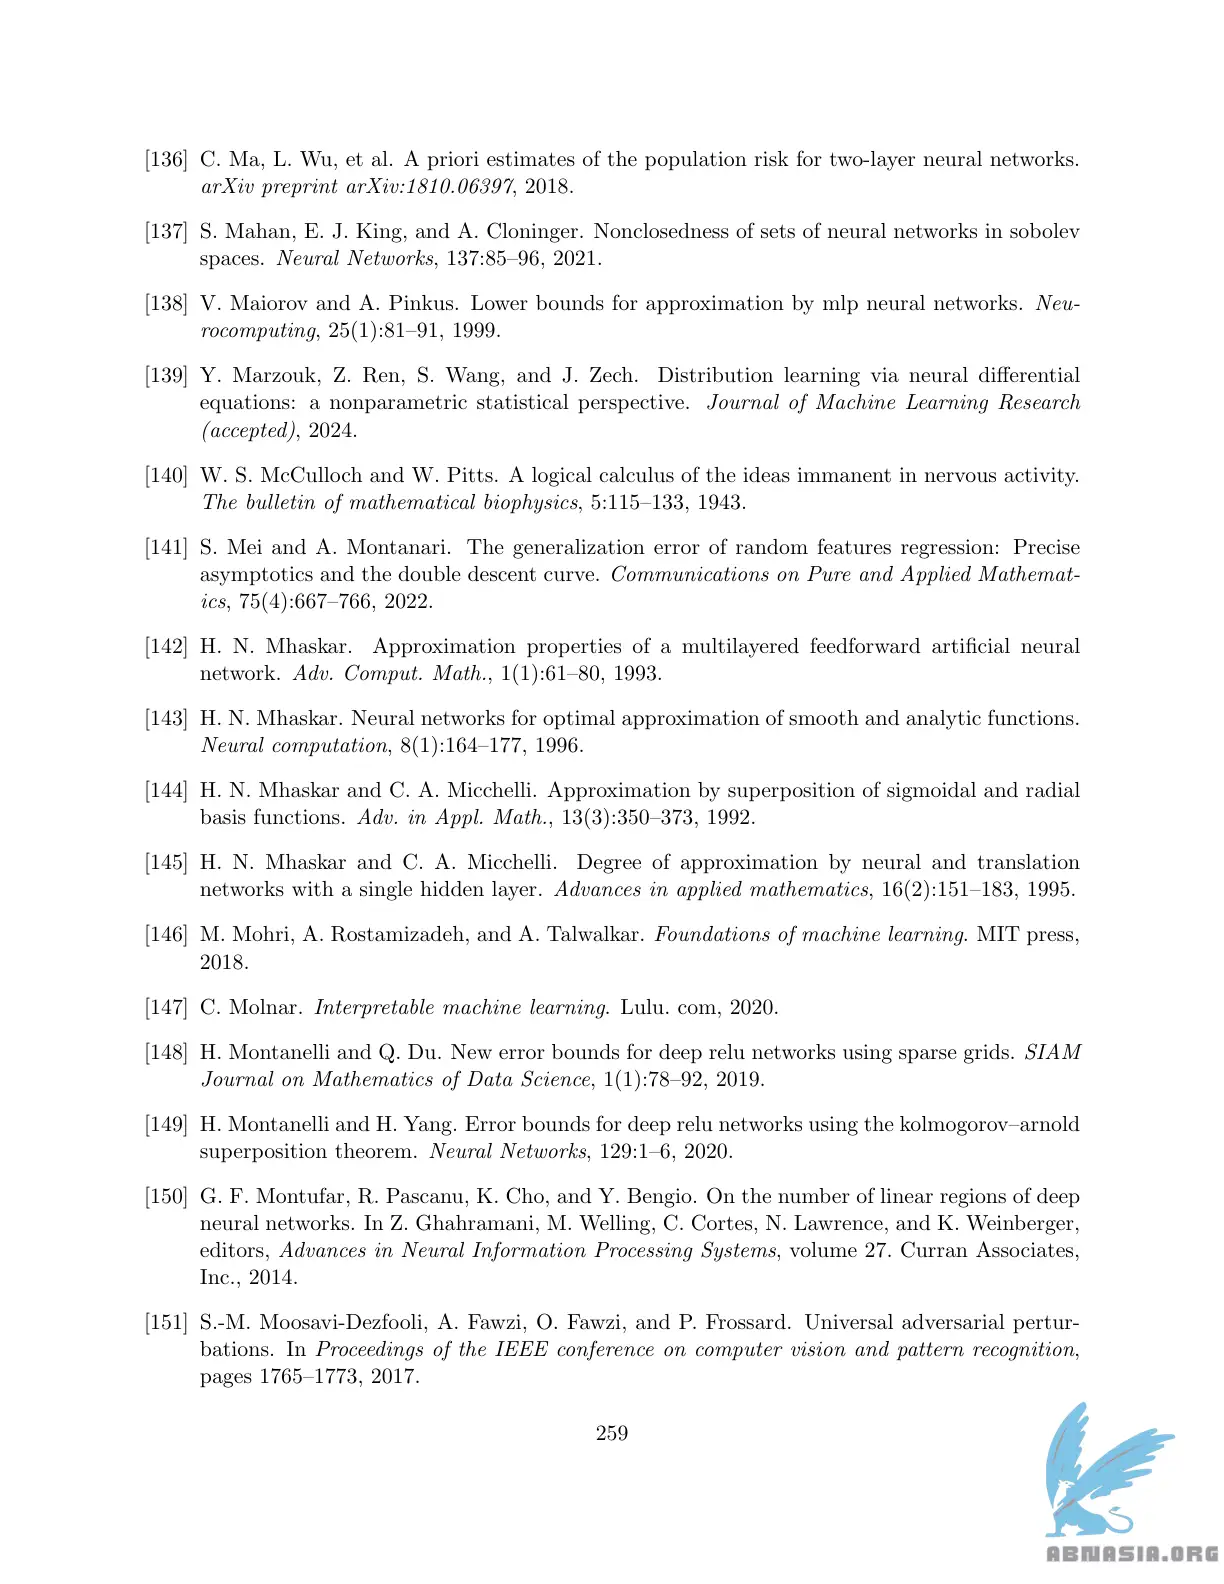 [136] C. Ma, L. Wu, et al. A priori estimates of the population risk for two-layer neural networks.
arXiv preprint arXiv:1810.06397, 2018.
[137] S. Mahan, E. J. King, and A. Cloninger. Nonclosedness of sets of neural networks in sobolev
spaces. Neural Networks, 137:85–96, 2021.
[138] V. Maiorov and A. Pinkus. Lower bounds for approximation by mlp neural networks. Neu-
rocomputing, 25(1):81–91, 1999.
[139] Y. Marzouk, Z. Ren, S. Wang, and J. Zech. Distribution learning via neural differential
equations: a nonparametric statistical perspective. Journal of Machine Learning Research
(accepted), 2024.
[140] W. S. McCulloch and W. Pitts. A logical calculus of the ideas immanent in nervous activity.
The bulletin of mathematical biophysics, 5:115–133, 1943.
[141] S. Mei and A. Montanari. The generalization error of random features regression: Precise
asymptotics and the double descent curve. Communications on Pure and Applied Mathemat-
ics, 75(4):667–766, 2022.
[142] H. N. Mhaskar. Approximation properties of a multilayered feedforward artificial neural
network. Adv. Comput. Math., 1(1):61–80, 1993.
[143] H. N. Mhaskar. Neural networks for optimal approximation of smooth and analytic functions.
Neural computation, 8(1):164–177, 1996.
[144] H. N. Mhaskar and C. A. Micchelli. Approximation by superposition of sigmoidal and radial
basis functions. Adv. in Appl. Math., 13(3):350–373, 1992.
[145] H. N. Mhaskar and C. A. Micchelli. Degree of approximation by neural and translation
networks with a single hidden layer. Advances in applied mathematics, 16(2):151–183, 1995.
[146] M. Mohri, A. Rostamizadeh, and A. Talwalkar. Foundations of machine learning. MIT press,
2018.
[147] C. Molnar. Interpretable machine learning. Lulu. com, 2020.
[148] H. Montanelli and Q. Du. New error bounds for deep relu networks using sparse grids. SIAM
Journal on Mathematics of Data Science, 1(1):78–92, 2019.
[149] H. Montanelli and H. Yang. Error bounds for deep relu networks using the kolmogorov–arnold
superposition theorem. Neural Networks, 129:1–6, 2020.
[150] G. F. Montufar, R. Pascanu, K. Cho, and Y. Bengio. On the number of linear regions of deep
neural networks. In Z. Ghahramani, M. Welling, C. Cortes, N. Lawrence, and K. Weinberger,
editors, Advances in Neural Information Processing Systems, volume 27. Curran Associates,
Inc., 2014.
[151] S.-M. Moosavi-Dezfooli, A. Fawzi, O. Fawzi, and P. Frossard. Universal adversarial pertur-
bations. In Proceedings of the IEEE conference on computer vision and pattern recognition,
pages 1765–1773, 2017.
259
ABNASIA.ORG